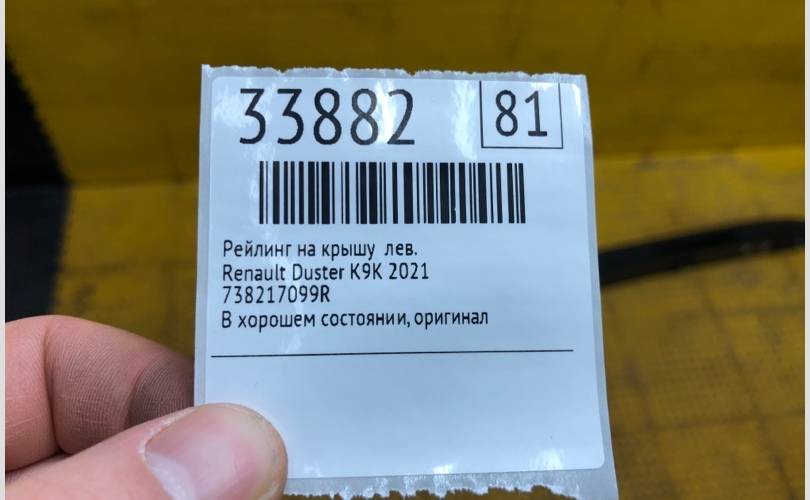 33882 81
Рейлинг на крышу лев.
Renault Duster K9K 2021
738217099R
В хорошем состоянии, оригинал